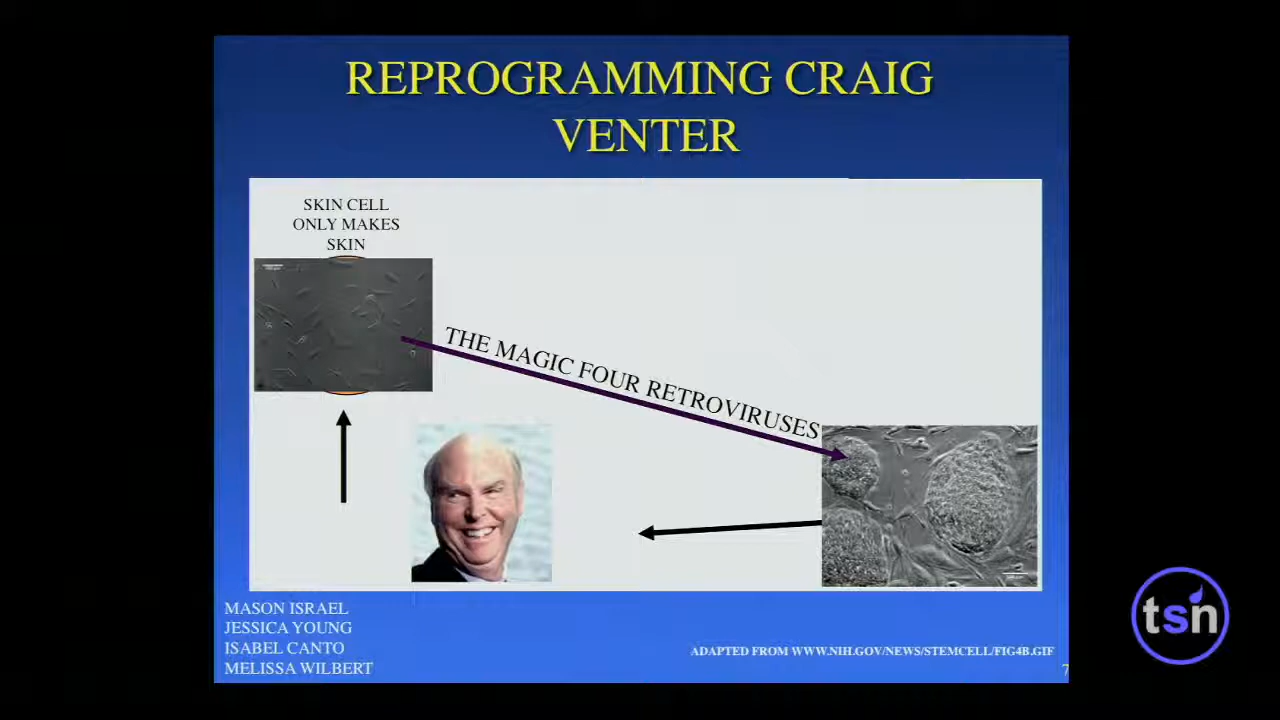 REPROGRAMMING CRAIG
VENTER
SKIN CELL
ONLY MAKES
SKIN
THE MAGIC FOUR RETROVIRUSES
MASON ISRAEL
JESSICA YOUNG
ISABEL CANTO
MELISSA WILBERT
ADAPTED FROM WWW.NIH.GOV/NEWS/STEMCELL/FIG4B.GIF
7
tsn